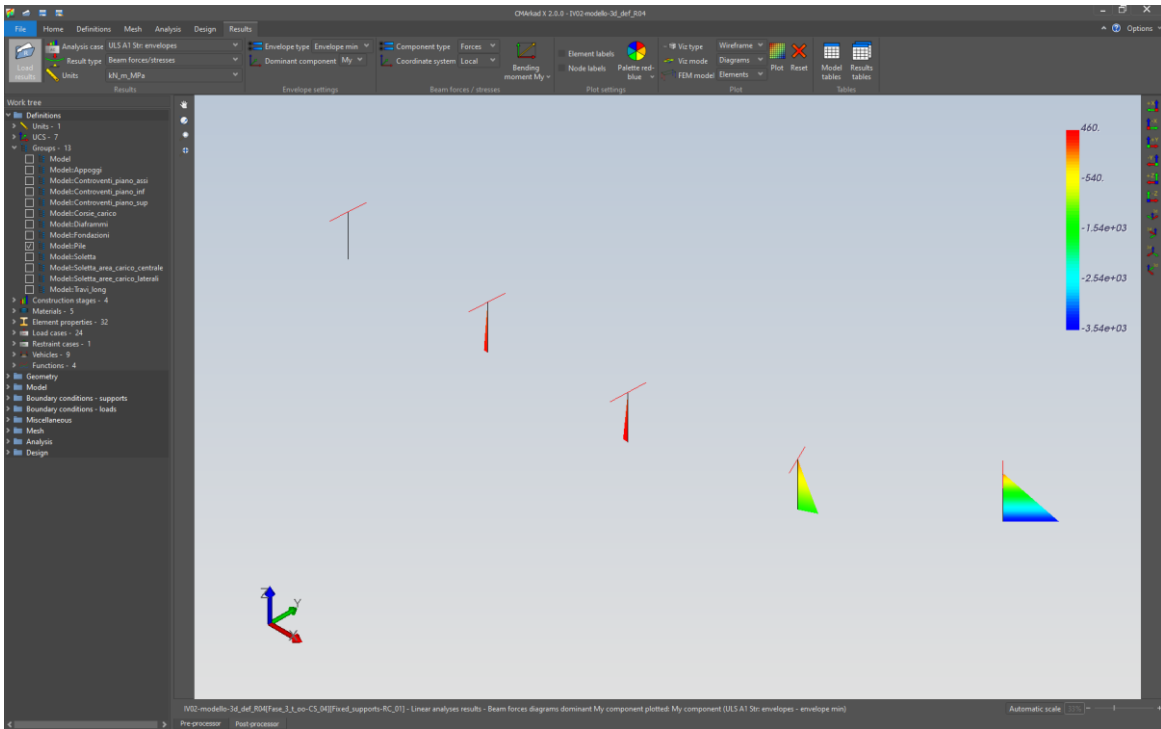 CMArkad X 2.0.0 - IV02-modello-3d_def_R04
File Home Definitions Mesh Analysis Design Results
Options
Load results
Analysis case ULS A1 Str: envelopes
Result type Beam forces/stresses
Units kN_m_MPa
Results
Envelope type Envelope min
Dominant component My
Envelope settings
Component type Forces
Coordinate system Local
Bending
moment My
Beam forces / stresses
Element labels
Node labels
Palette red-
blue
Plot settings
Viz type Wireframe
Viz mode Diagrams
FEM model Elements
Plot Reset
Plot
Model
tables
Results
tables
Tables
Work tree
Definitions
Units - 1
UCS - 7
Groups - 13
Model
Model::Appoggi
Model::Controventi_piano_assi
Model::Controventi_piano_inf
Model::Controventi_piano_sup
Model::Corsie_carico
Model::Diaframmi
Model::Fondazioni
Model::Pile
Model::Soletta
Model::Soletta_area_carico_centrale
Model::Soletta_aree_carico_laterali
Model::Travi_long
Construction stages - 4
Materials - 5
Element properties - 32
Load cases - 24
Restraint cases - 1
Vehicles - 9
Functions - 4
Geometry
Model
Boundary conditions - supports
Boundary conditions - loads
Miscellaneous
Mesh
Analysis
Design
460.
-540.
-1.54e+03
-2.54e+03
-3.54e+03
Z
Y
IV02-modello-3d_def_R04[Fase_3_t_oo-CS_04][Fixed_supports-RC_01] - Linear analyses results - Beam forces diagrams dominant My component plotted: My component (ULS A1 Str: envelopes - envelope min)
Automatic scale 33%
Pre-processor Post-processor